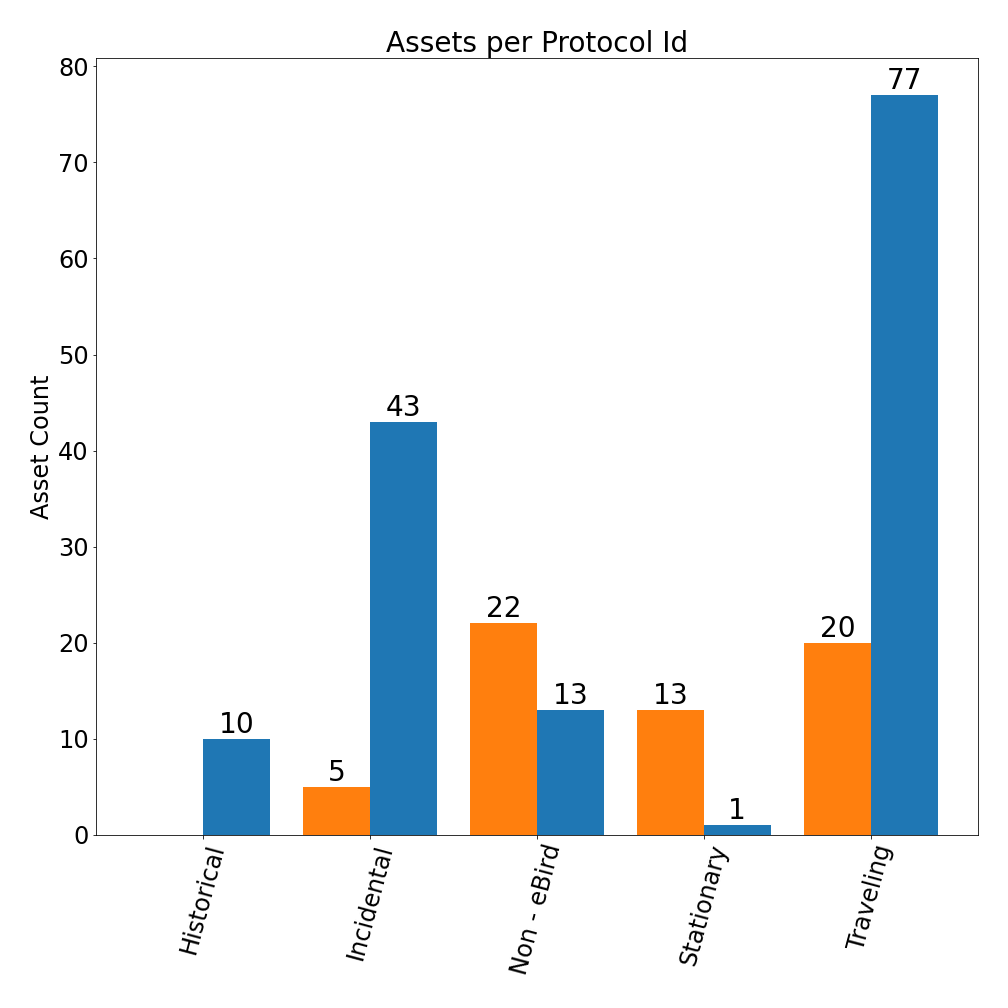 Assets per Protocol Id
Asset Count
80
70
60
50
40
30
20
10
0
10
5
43
22
13
13
1
20
77
Historical
Incidental
Non - eBird
Stationary
Traveling